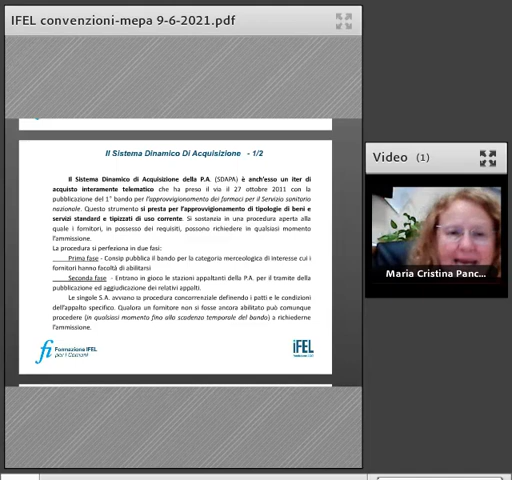 IFEL convenzioni-mepa 9-6-2021.pdf
Il Sistema Dinamico Di Acquisizione - 1/2
Il Sistema Dinamico di Acquisizione della P.A. (SDAPA) è anch'esso un iter di
acquisto interamente telematico che ha preso il via il 27 ottobre 2011 con la
pubblicazione del 1° bando per l'approvvigionamento dei farmaci per il Servizio sanitario
nazionale. Questo strumento si presta per l'approvvigionamento di tipologie di beni e
servizi standard e tipizzati di uso corrente. Si sostanzia in una procedura aperta alla
quale i fornitori, in possesso dei requisiti, possono richiedere in qualsiasi momento
l'ammissione.
La procedura si perfeziona in due fasi:
Prima fase - Consip pubblica il bando per la categoria merceologica di interesse cui i
fornitori hanno facoltà di abilitarsi
Seconda fase - Entrano in gioco le stazioni appaltanti della P.A. per il tramite della
pubblicazione ed aggiudicazione dei relativi appalti.
Le singole S.A. avviano la procedura concorrenziale definendo i patti e le condizioni
dell'appalto specifico. Qualora un fornitore non si fosse ancora abilitato può comunque
procedere (in qualsiasi momento fino alla scadenza temporale del bando) a richiederne
l'ammissione.
fi Formazione IFEL
per i Comuni
iFEL
Video (1)
Maria Cristina Panc...